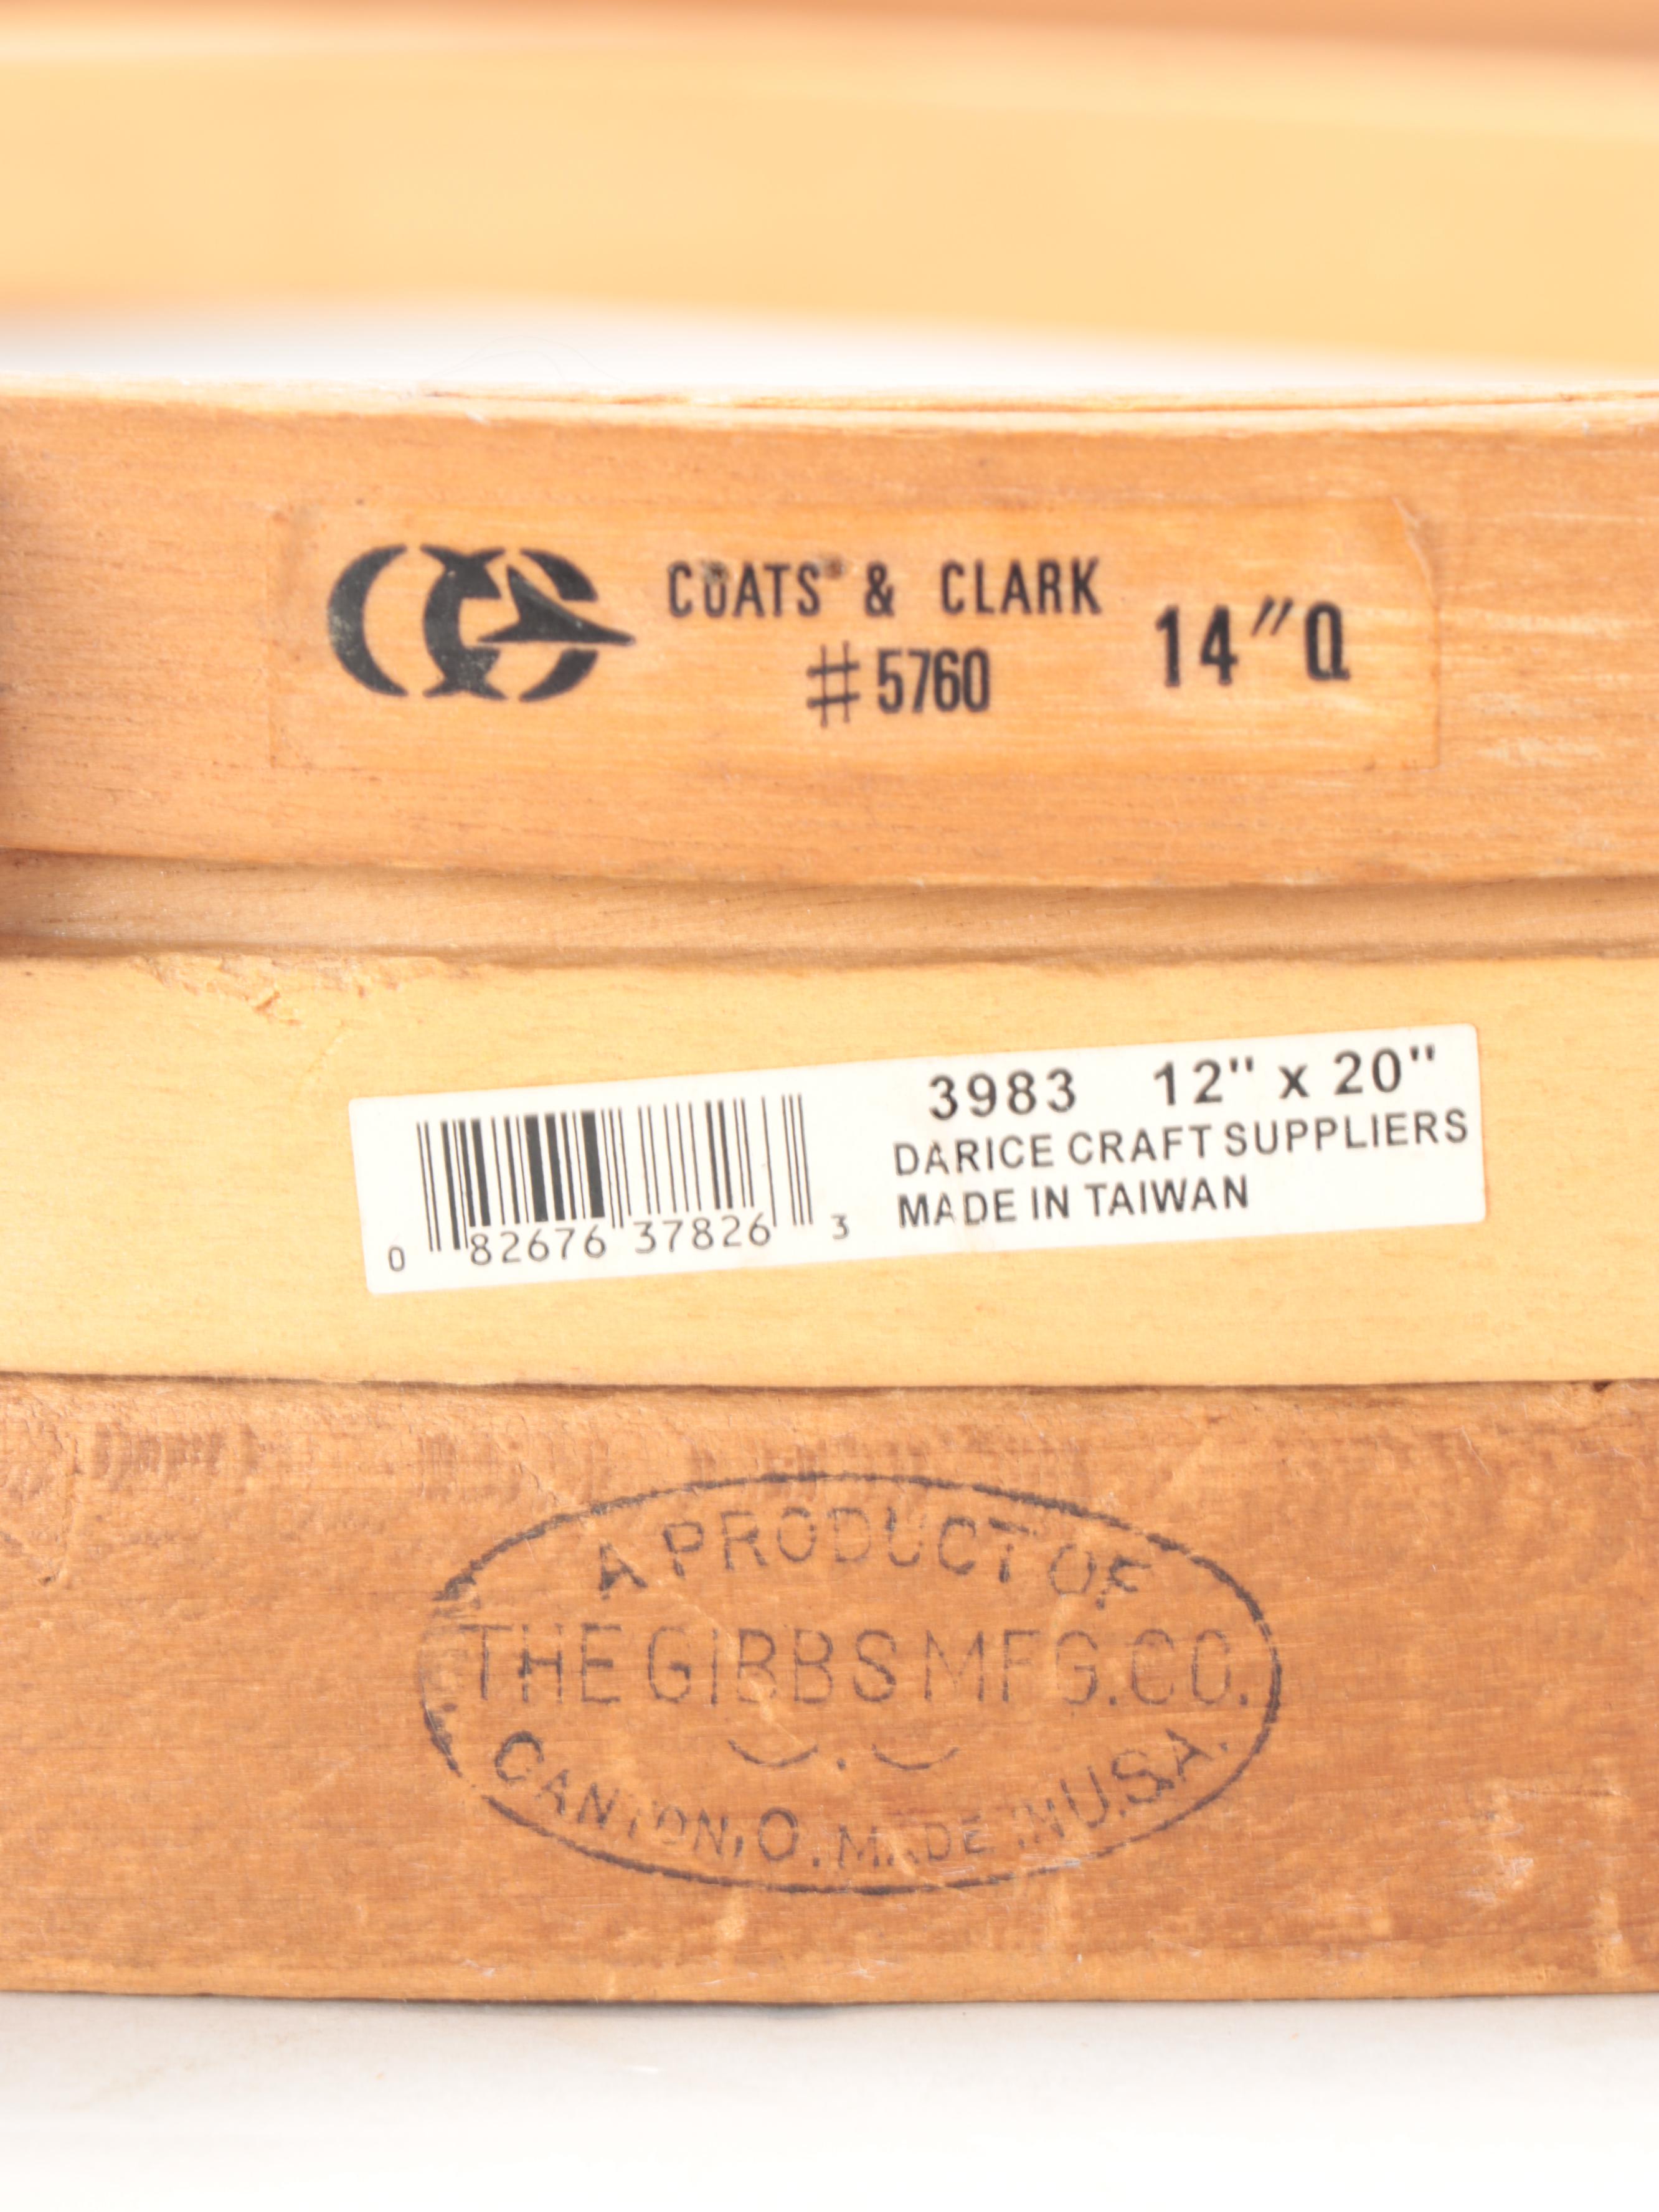 COATS & CLARK
#5760
14"Q
3983 12" x 20"
DARICE CRAFT SUPPLIERS
MADE IN TAIWAN
0 82676 37826 3
A PRODUCT OF
THE GIBBS MFG. CO.
CANTON, O. MADE IN U.S.A.